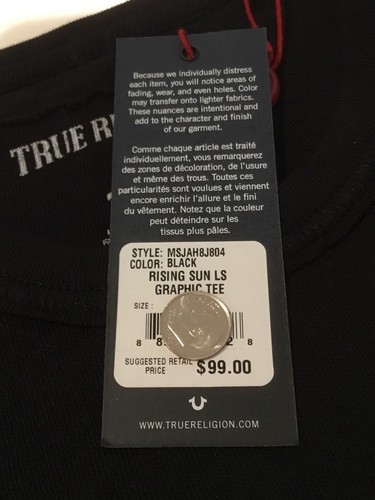 TRUE R
Because we individually distress
each item, you will notice areas of
fading, wear, and even holes. Color
may transfer onto lighter fabrics.
These nuances are intentional and
add to the character and finish
of our garment.
Comme chaque article est traité
individuellement, vous remarquerez
des zones de décoloration, de l'usure
et même des trous. Toutes ces
particularités sont voulues et viennent
encore enrichir l'allure et le fini
du vêtement. Notez que la couleur
peut déteindre sur les
tissus plus pâles.
STYLE: MSJAH8J804
COLOR: BLACK
RISING SUN LS
GRAPHIC TEE
SIZE :
8 8 2 8
SUGGESTED RETAIL
PRICE $99.00
WWW.TRUERELIGION.COM